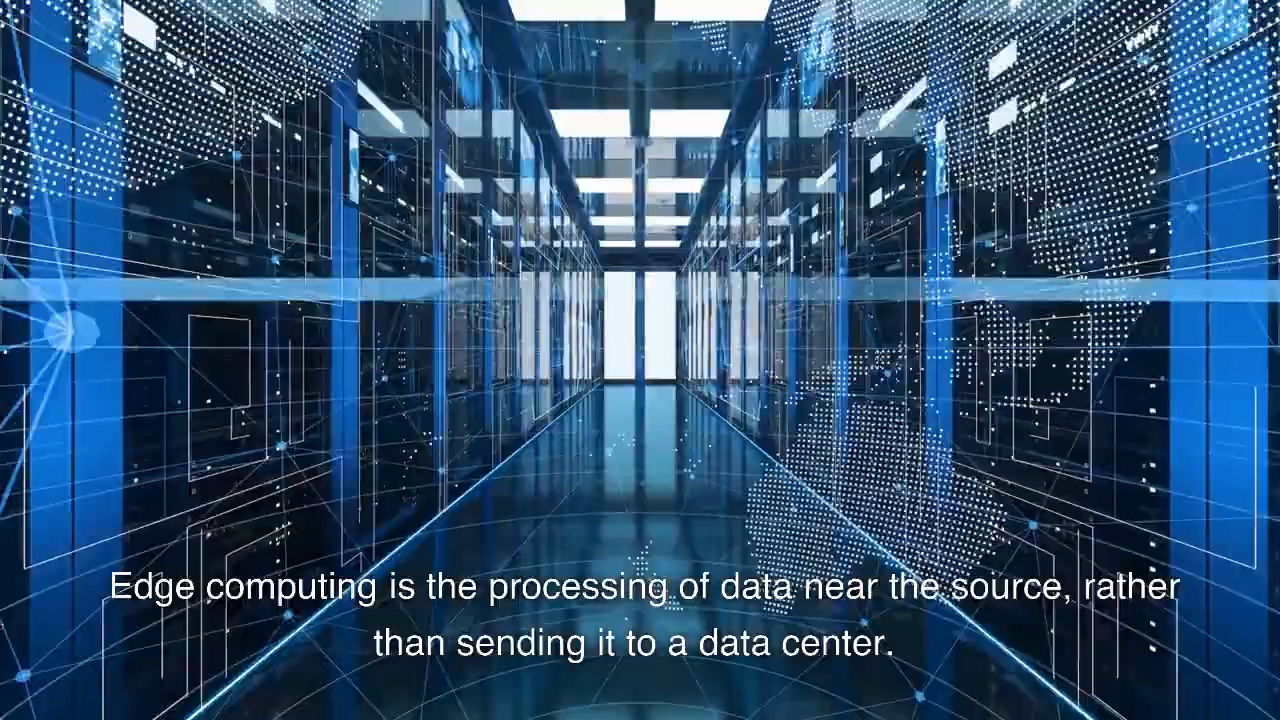 Edge computing is the processing of data near the source, rather
than sending it to a data center.